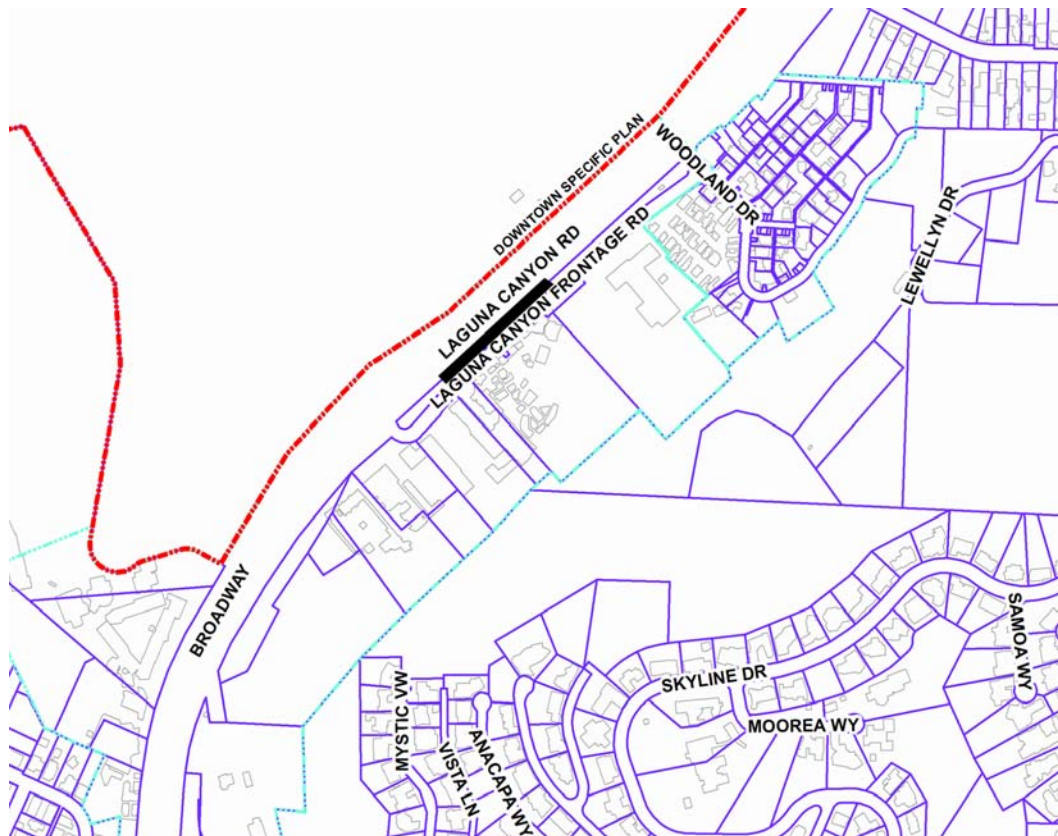 DOWNTOWN SPECIFIC PLAN
WOODLAND DR
LAGUNA CANYON RD
LAGUNA CANYON FRONTAGE RD
LEWELLYN DR
BROADWAY
SAMOA WY
SKYLINE DR
MOOREA WY
MYSTIC VW
VISTA LN
ANACAPA WY